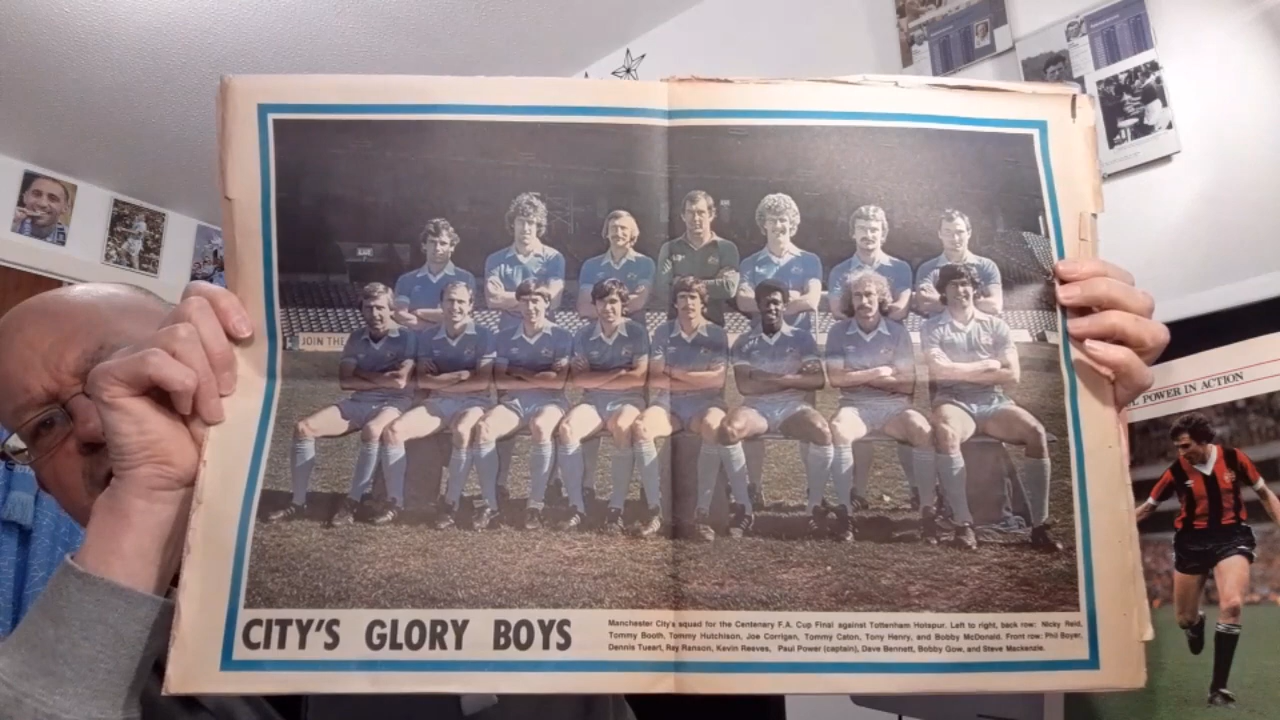 JOIN THE
POWER IN ACTION
CITY'S GLORY BOYS
Manchester City's squad for the Centenary F.A. Cup Final against Tottenham Hotspur. Left to right, back row: Nicky Reid,
Tommy Booth, Tommy Hutchison, Joe Corrigan, Tommy Caton, Tony Henry, and Bobby McDonald. Front row: Phil Boyer,
Dennis Tueart, Ray Ranson, Kevin Reeves, Paul Power (captain), Dave Bennett, Bobby Gow, and Steve Mackenzie.